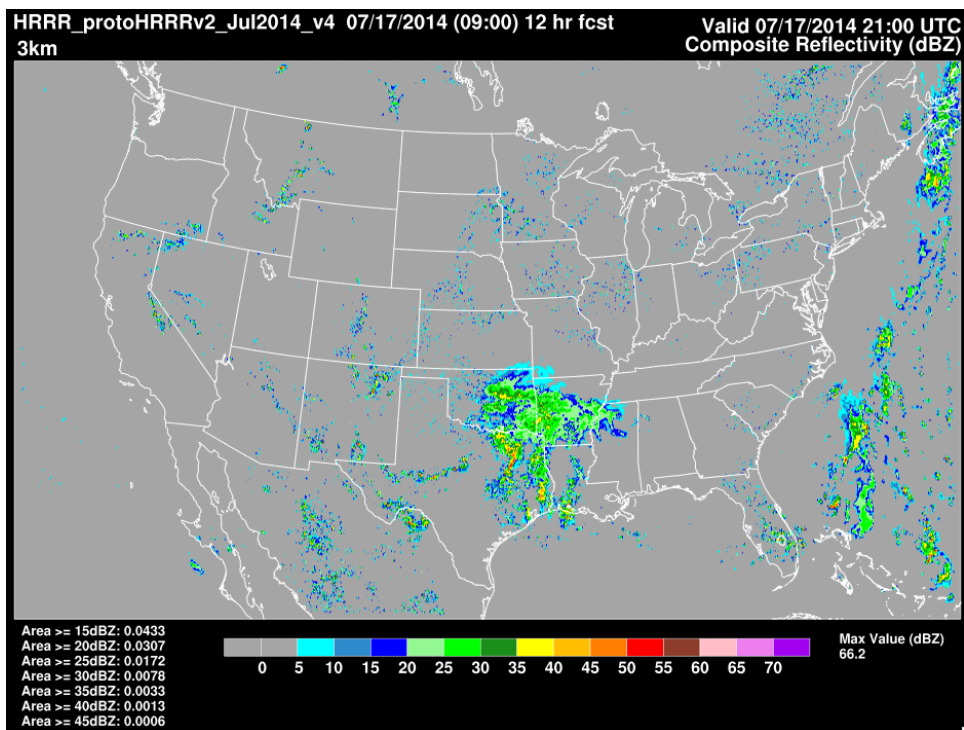 HRRR_protoHRRRv2_Jul2014_v4 07/17/2014 (09:00) 12 hr fcst
Valid 07/17/2014 21:00 UTC
3km
Composite Reflectivity (dBZ)
Area >= 15dBZ: 0.0433
Area >= 20dBZ: 0.0307
Area >= 25dBZ: 0.0172
Area >= 30dBZ: 0.0078
Area >= 35dBZ: 0.0033
Area >= 40dBZ: 0.0013
Area >= 45dBZ: 0.0006
0 5 10 15 20 25 30 35 40 45 50 55 60 65 70
Max Value (dBZ)
66.2